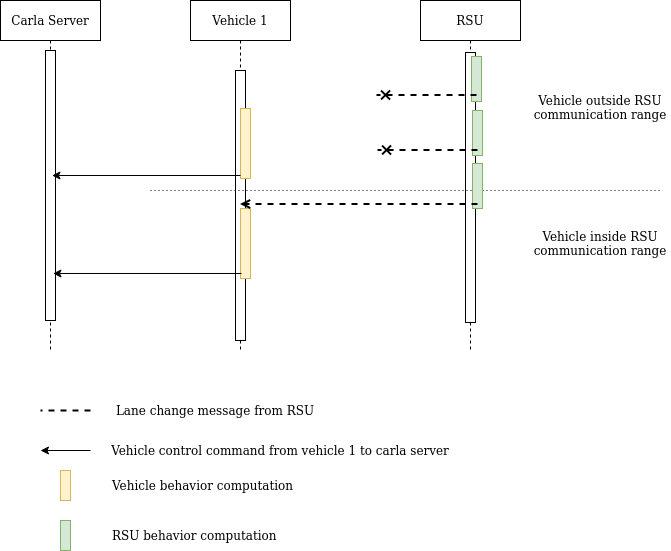 Carla Server
Vehicle 1
RSU
Vehicle outside RSU
communication range
Vehicle inside RSU
communication range
Lane change message from RSU
Vehicle control command from vehicle 1 to carla server
Vehicle behavior computation
RSU behavior computation